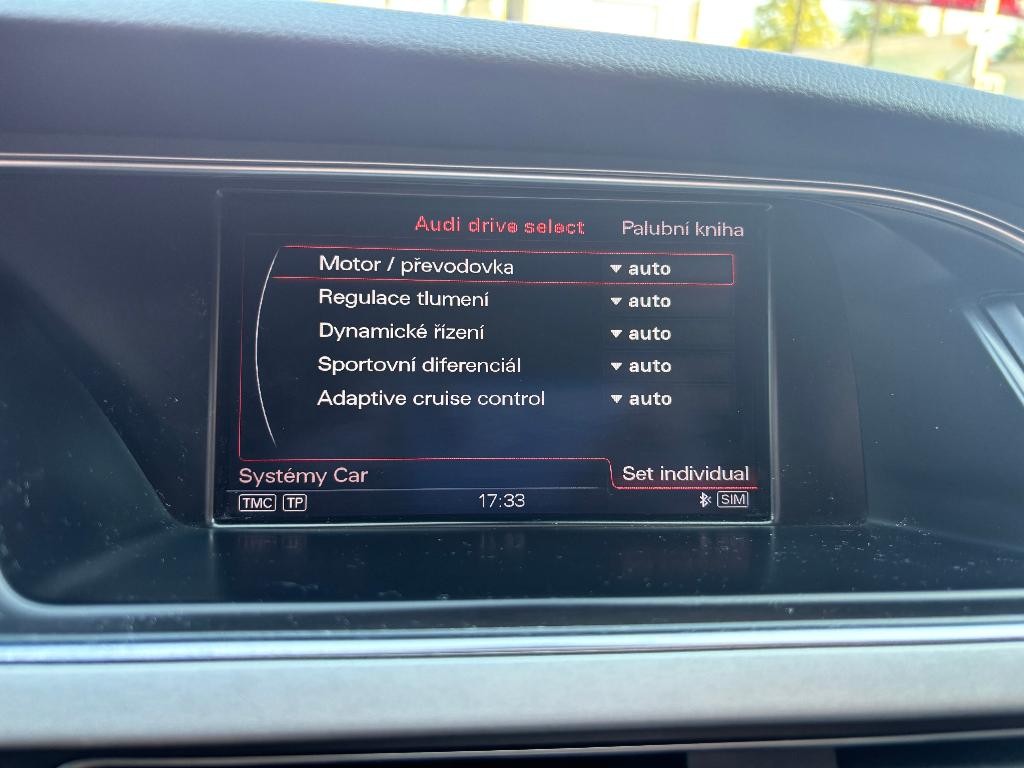 Audi drive select Palubní kniha
Motor / převodovka auto
Regulace tlumení auto
Dynamické řízení auto
Sportovní diferenciál auto
Adaptive cruise control auto
Systémy Car Set individual
TMC TP 17:33 SIM